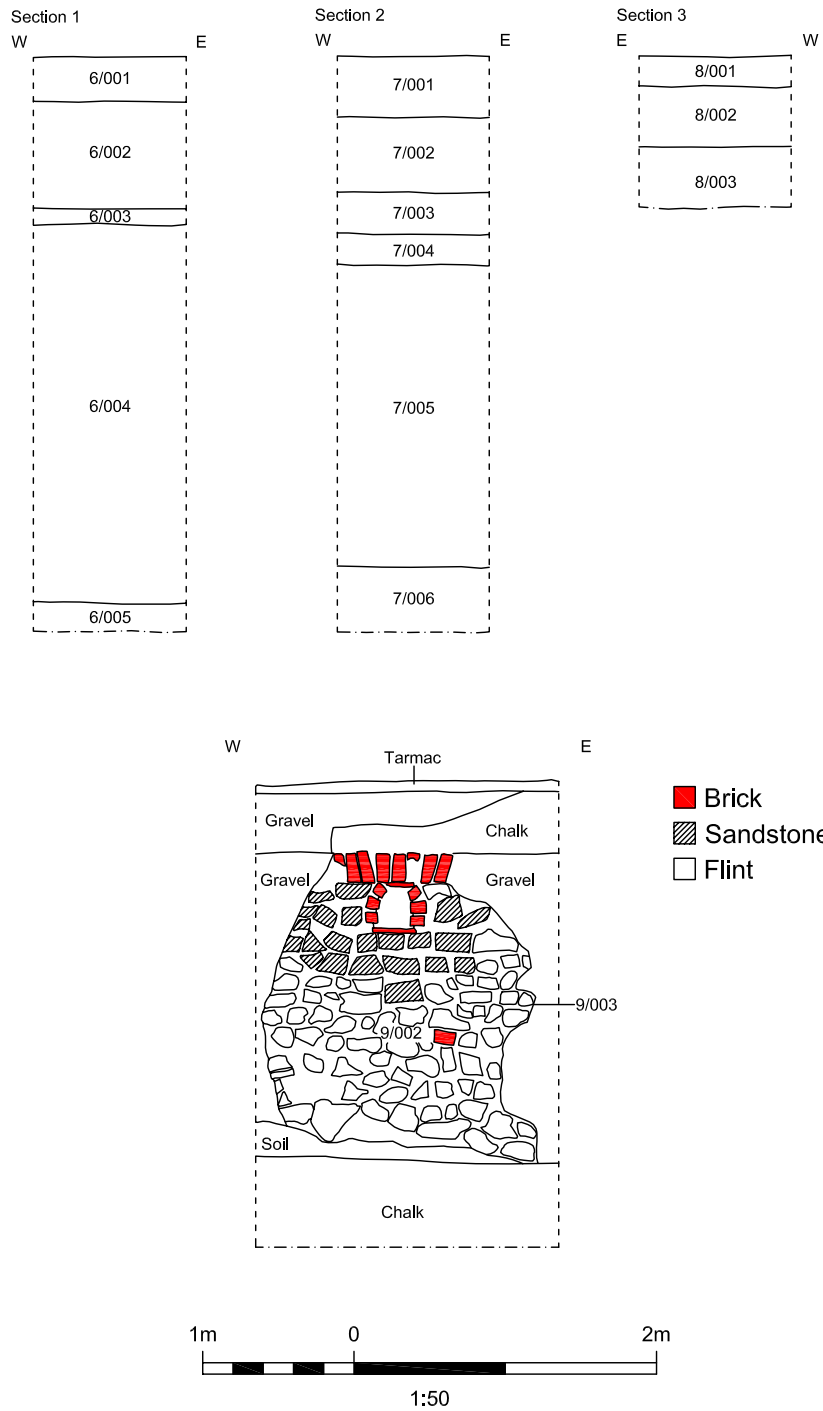 Section 1
W E
6/001
6/002
6/003
6/004
6/005
Section 2
W E
7/001
7/002
7/003
7/004
7/005
7/006
Section 3
E W
8/001
8/002
8/003
W E
Tarmac
Gravel
Chalk
Gravel
Gravel
9/003
9/002
Soil
Chalk
Brick
Sandstone
Flint
1m 0 2m
1:50